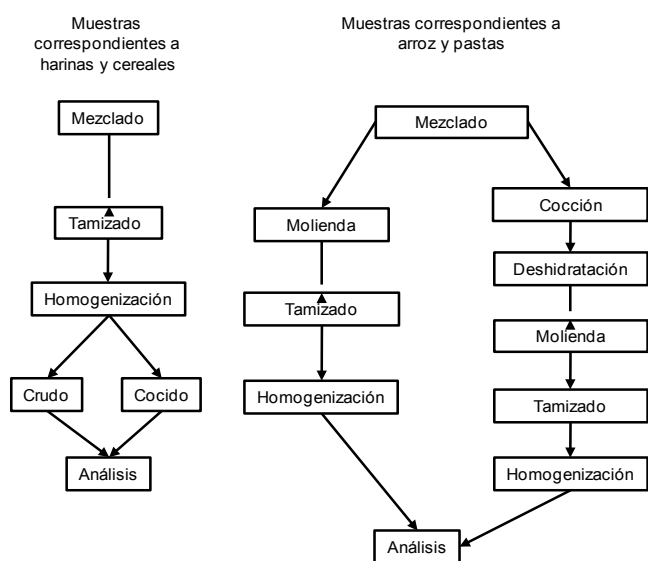 Muestras
correspondientes a
harinas y cereales
Mezclado
Tamizado
Homogenización
Crudo
Cocido
Análisis
Muestras correspondientes a
arroz y pastas
Mezclado
Molienda
Tamizado
Homogenización
Cocción
Deshidratación
Molienda
Tamizado
Homogenización
Análisis